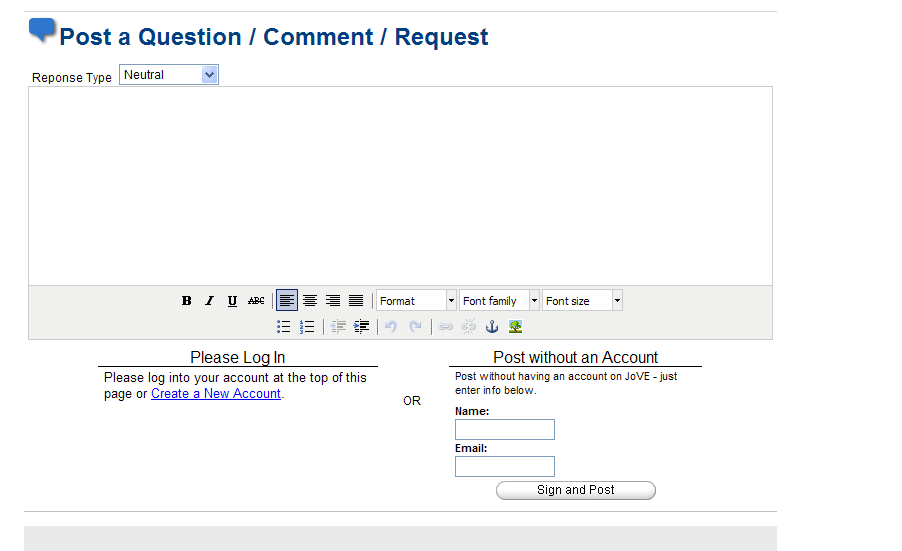 Post a Question / Comment / Request
Reponse Type Neutral
B I U ABC Format Font family Font size
Please Log In
Please log into your account at the top of this
page or Create a New Account.
OR
Post without an Account
Post without having an account on JoVE - just
enter info below.
Name:
Email:
Sign and Post